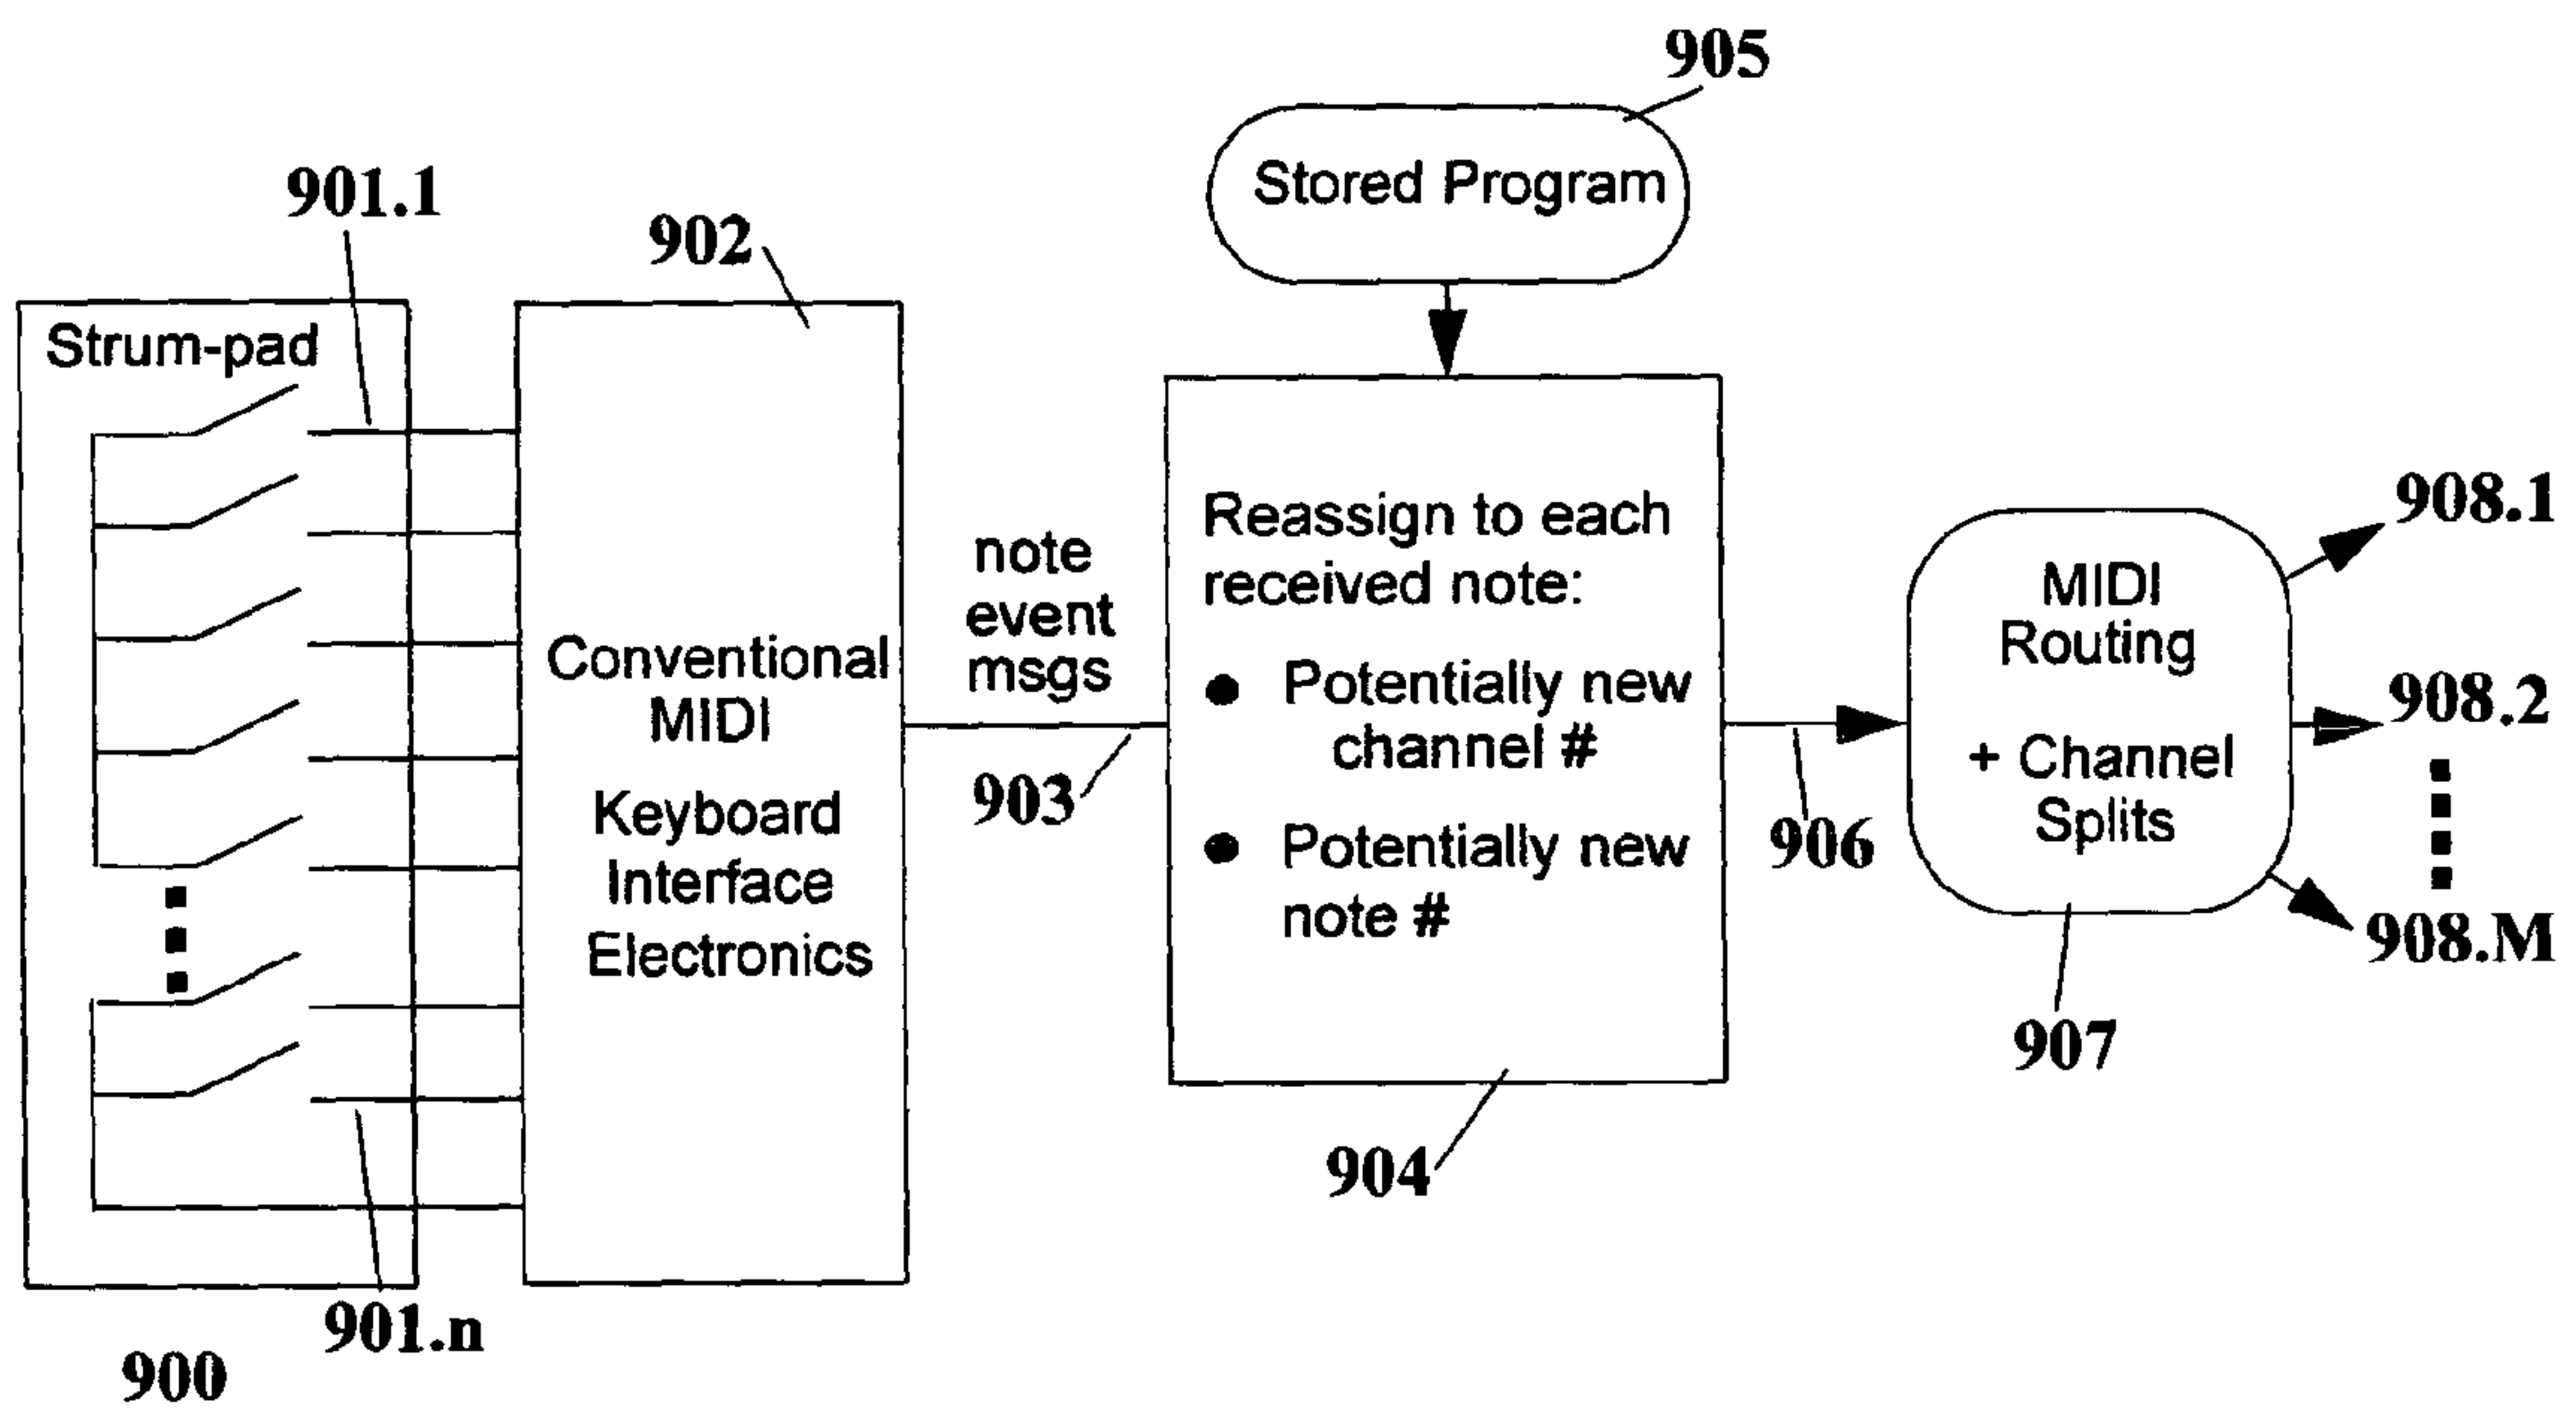 905
Stored Program
901.1
902
Strum-pad
Conventional
MIDI
Keyboard
Interface
Electronics
note
event
msgs
903
Reassign to each
received note:
● Potentially new
channel #
● Potentially new
note #
904
906
MIDI
Routing
+ Channel
Splits
907
908.1
908.2
908.M
901.n
900